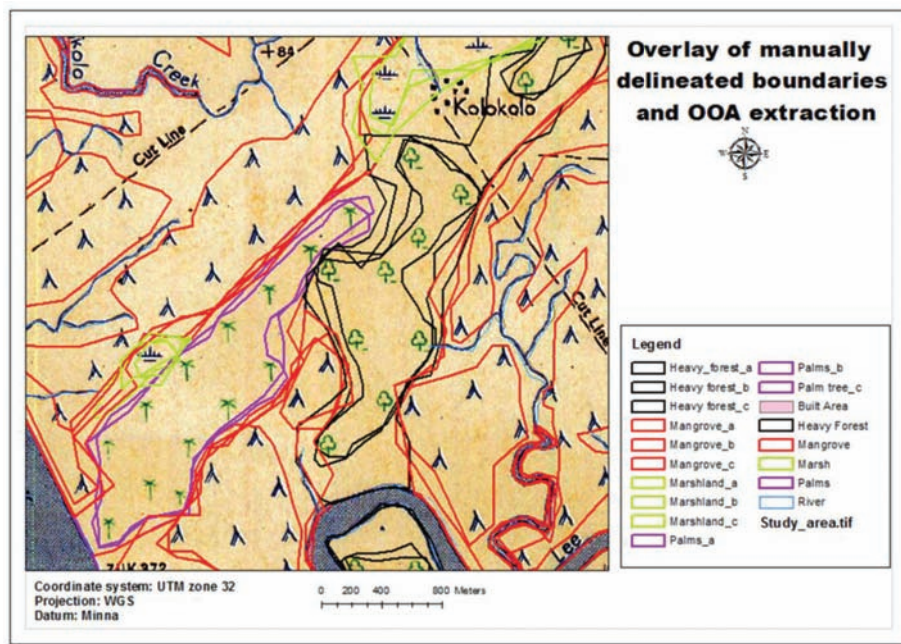 Overlay of manually
delineated boundaries
and OOA extraction
N
W E
S
Creek
84
Cut Line
Kolokolo
Cut Line
Lee
Legend
Heavy_forest_a
Heavy forest_b
Heavy forest_c
Mangrove_a
Mangrove_b
Mangrove_c
Marshland_a
Marshland_b
Marshland_c
Palms_a
Palms_b
Palm tree_c
Built Area
Heavy Forest
Mangrove
Marsh
Palms
River
Study_area.tif
Coordinate system: UTM zone 32
Projection: WGS
Datum: Minna
0 200 400 800 Meters